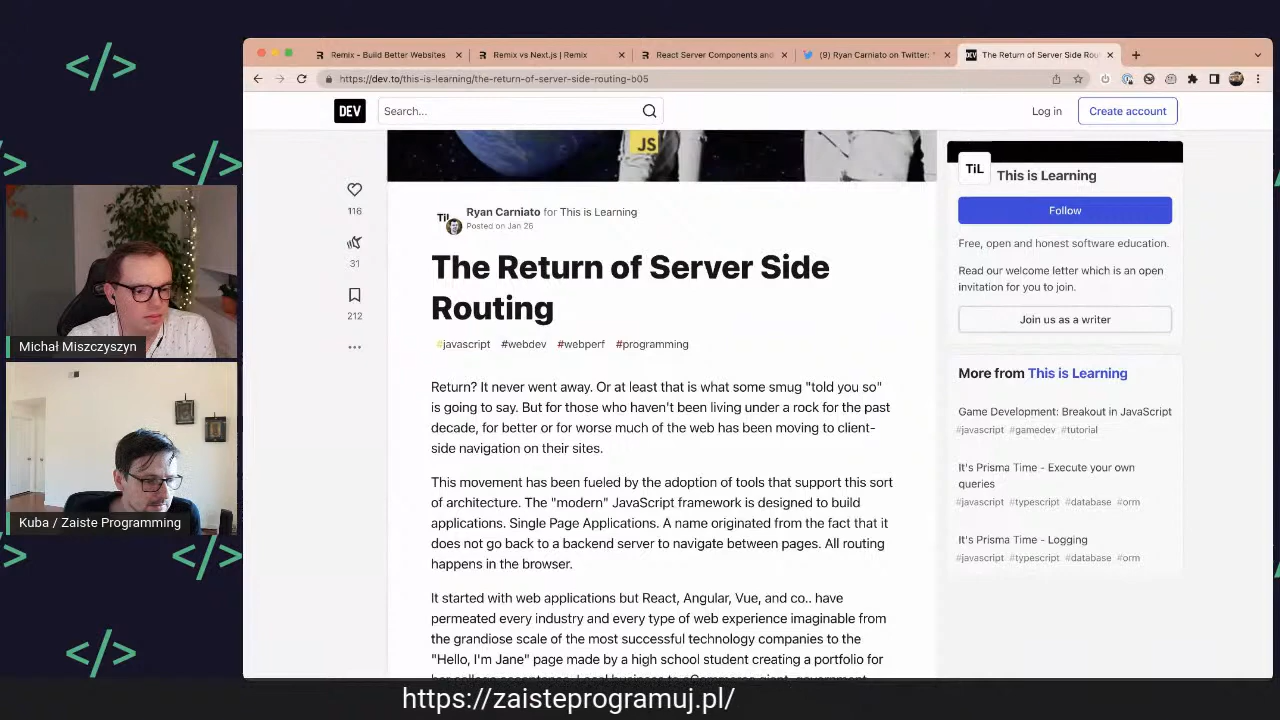 </>
</>
</>
</>
</>
</>
Michał Miszczyszyn
Kuba / Zaiste Programming
Remix - Build Better Websites
Remix vs Next.js | Remix
React Server Components and
(9) Ryan Carniato on Twitter: "
The Return of Server Side Rou
https://dev.to/this-is-learning/the-return-of-server-side-routing-b05
DEV
Search...
Log in
Create account
JS
116
31
212
TiL
Ryan Carniato for This is Learning
Posted on Jan 26
The Return of Server Side
Routing
#javascript #webdev #webperf #programming
Return? It never went away. Or at least that is what some smug "told you so"
is going to say. But for those who haven't been living under a rock for the past
decade, for better or for worse much of the web has been moving to client-
side navigation on their sites.
This movement has been fueled by the adoption of tools that support this sort
of architecture. The "modern" JavaScript framework is designed to build
applications. Single Page Applications. A name originated from the fact that it
does not go back to a backend server to navigate between pages. All routing
happens in the browser.
It started with web applications but React, Angular, Vue, and co.. have
permeated every industry and every type of web experience imaginable from
the grandiose scale of the most successful technology companies to the
"Hello, I'm Jane" page made by a high school student creating a portfolio for
TiL
This is Learning
Follow
Free, open and honest software education.
Read our welcome letter which is an open
invitation for you to join.
Join us as a writer
More from This is Learning
Game Development: Breakout in JavaScript
#javascript #gamedev #tutorial
It's Prisma Time - Execute your own
queries
#javascript #typescript #database #orm
It's Prisma Time - Logging
#javascript #typescript #database #orm
https://zaisteprogramuj.pl/